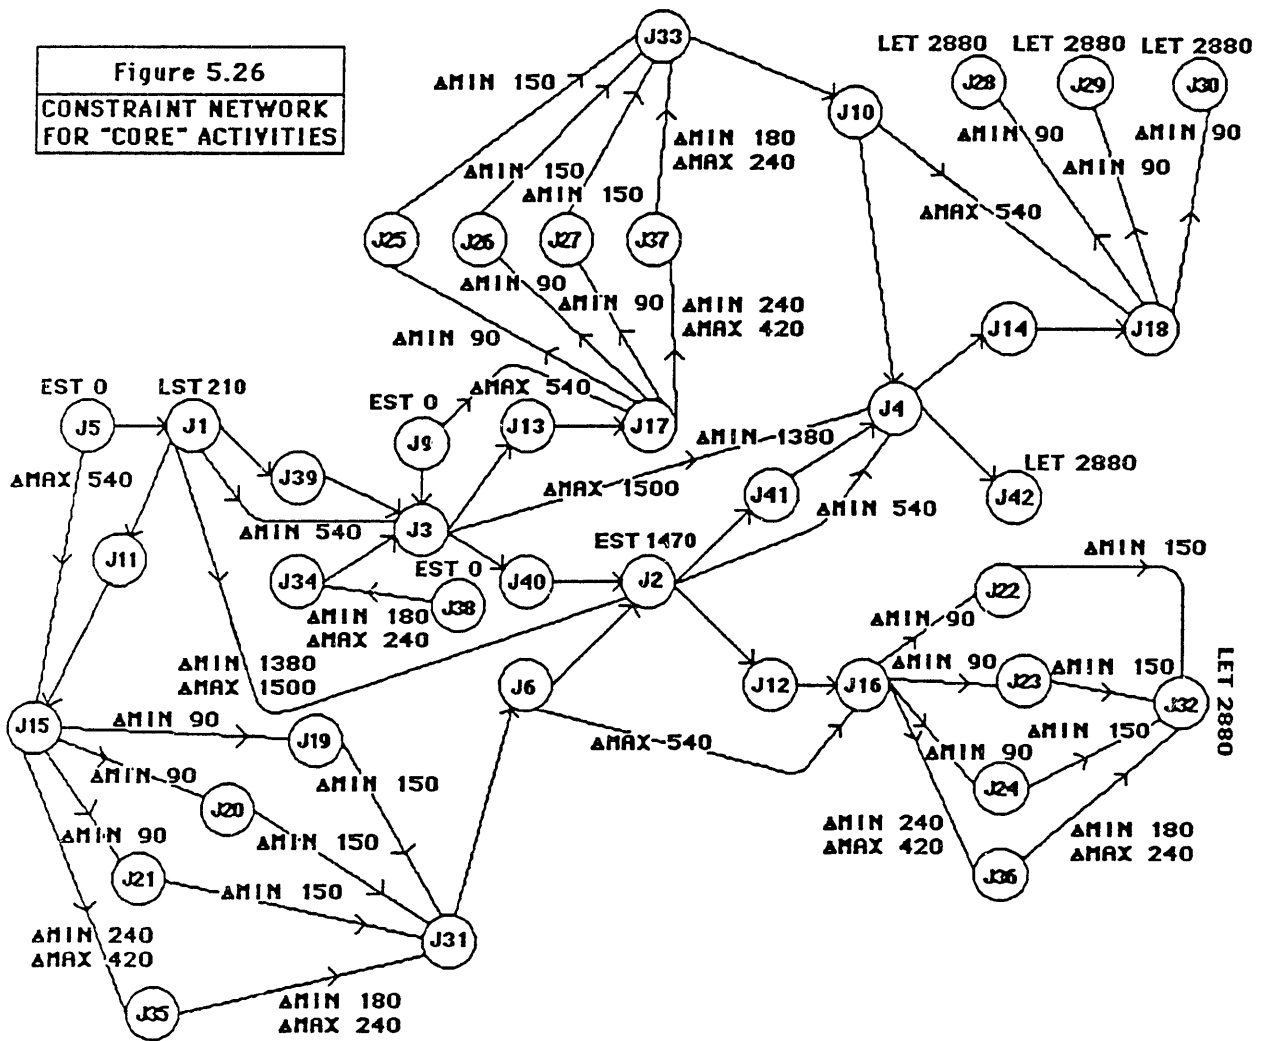 Figure 5.26
CONSTRAINT NETWORK
FOR "CORE" ACTIVITIES
J33
LET 2880
LET 2880
LET 2880
J28
J29
J30
ΔMIN 150
J10
ΔMIN 180
ΔMAX 240
ΔMIN 90
ΔMIN 90
ΔMIN 90
ΔMIN 150
ΔMIN 150
ΔMAX 540
J25
J26
J27
J37
ΔMIN 90
ΔMIN 90
ΔMIN 240
ΔMAX 420
ΔMIN 90
J14
J18
EST 0
LST 210
ΔMAX 540
EST 0
J5
J1
J9
J13
J17
J4
ΔMIN 1380
ΔMAX 540
J39
ΔMAX 1500
J41
LET 2880
J42
ΔMIN 540
J3
ΔMIN 540
EST 1470
J11
J34
EST 0
J38
J40
J2
ΔMIN 150
J22
ΔMIN 180
ΔMAX 240
ΔMIN 90
ΔMIN 1380
ΔMAX 1500
J6
J12
J16
ΔMIN 90
J23
ΔMIN 150
J32
LET 2880
J15
ΔMIN 90
J19
ΔMAX 540
ΔMIN 150
ΔMIN 90
ΔMIN 90
J20
ΔMIN 150
J24
ΔMIN 90
ΔMIN 150
ΔMIN 240
ΔMAX 420
ΔMIN 180
ΔMAX 240
J21
ΔMIN 150
J36
ΔMIN 240
ΔMAX 420
J31
J35
ΔMIN 180
ΔMAX 240